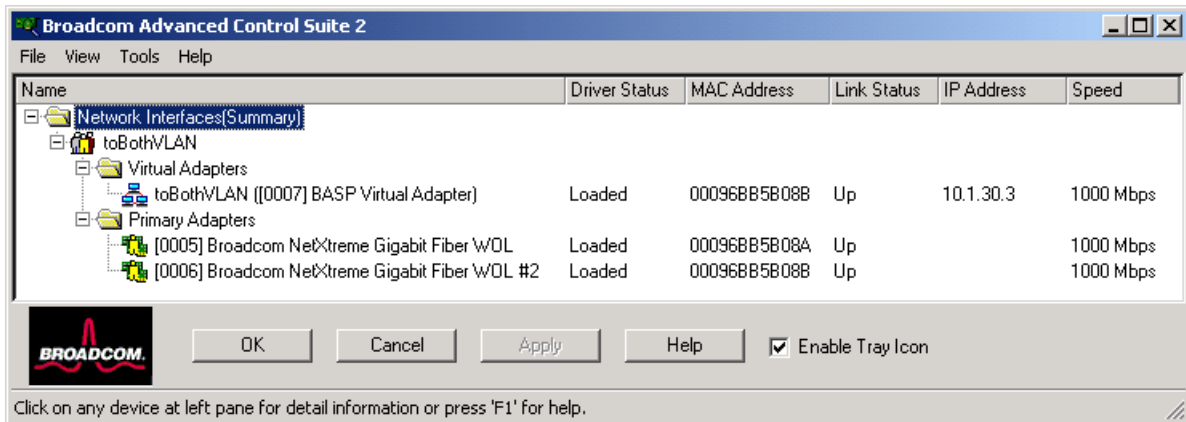 Broadcom Advanced Control Suite 2
File View Tools Help
Name Driver Status MAC Address Link Status IP Address Speed
Network Interfaces(Summary)
toBothVLAN
Virtual Adapters
toBothVLAN ([0007] BASP Virtual Adapter) Loaded 00096BB5B08B Up 10.1.30.3 1000 Mbps
Primary Adapters
[0005] Broadcom NetXtreme Gigabit Fiber WOL Loaded 00096BB5B08A Up 1000 Mbps
[0006] Broadcom NetXtreme Gigabit Fiber WOL #2 Loaded 00096BB5B08B Up 1000 Mbps
BROADCOM. OK Cancel Apply Help Enable Tray Icon
Click on any device at left pane for detail information or press 'F1' for help.